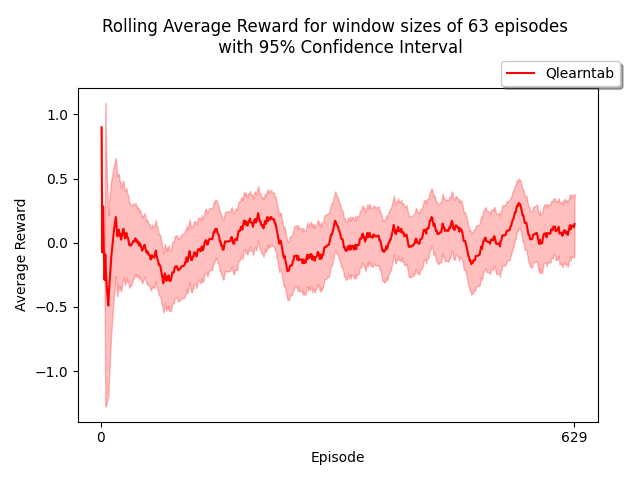 Rolling Average Reward for window sizes of 63 episodes
with 95% Confidence Interval
Qlearntab
1.0
0.5
0.0
−0.5
−1.0
Average Reward
0
629
Episode